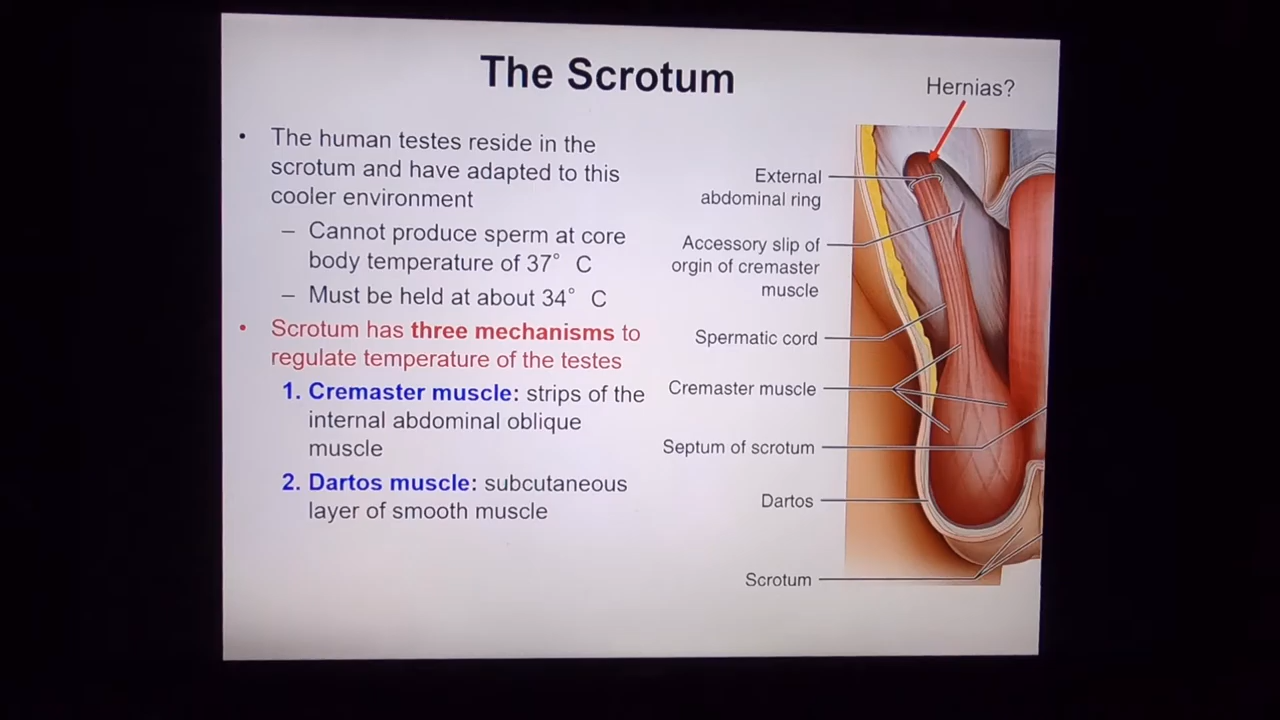 The Scrotum
Hernias?
• The human testes reside in the
scrotum and have adapted to this
cooler environment
– Cannot produce sperm at core
body temperature of 37° C
– Must be held at about 34° C
• Scrotum has three mechanisms to
regulate temperature of the testes
1. Cremaster muscle: strips of the
internal abdominal oblique
muscle
2. Dartos muscle: subcutaneous
layer of smooth muscle
External
abdominal ring
Accessory slip of
orgin of cremaster
muscle
Spermatic cord
Cremaster muscle
Septum of scrotum
Dartos
Scrotum